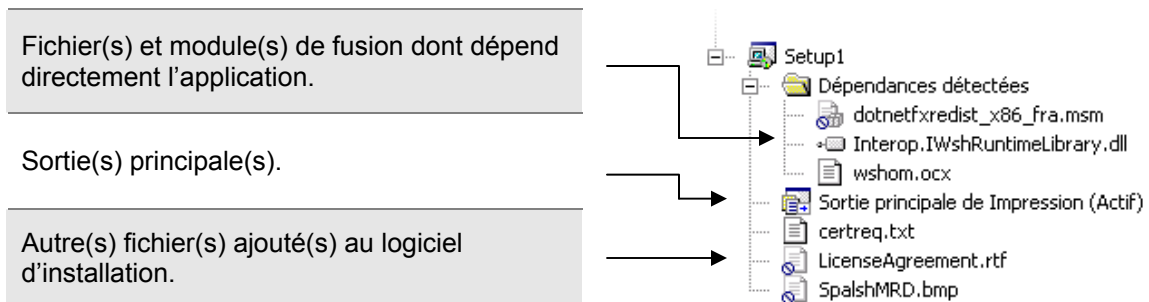 Fichier(s) et module(s) de fusion dont dépend
directement l'application.
Sortie(s) principale(s).
Autre(s) fichier(s) ajouté(s) au logiciel
d'installation.
Setup1
Dépendances détectées
dotnetfxredist_x86_fra.msm
Interop.IWshRuntimeLibrary.dll
wshom.ocx
Sortie principale de Impression (Actif)
certreq.txt
LicenseAgreement.rtf
SpalshMRD.bmp